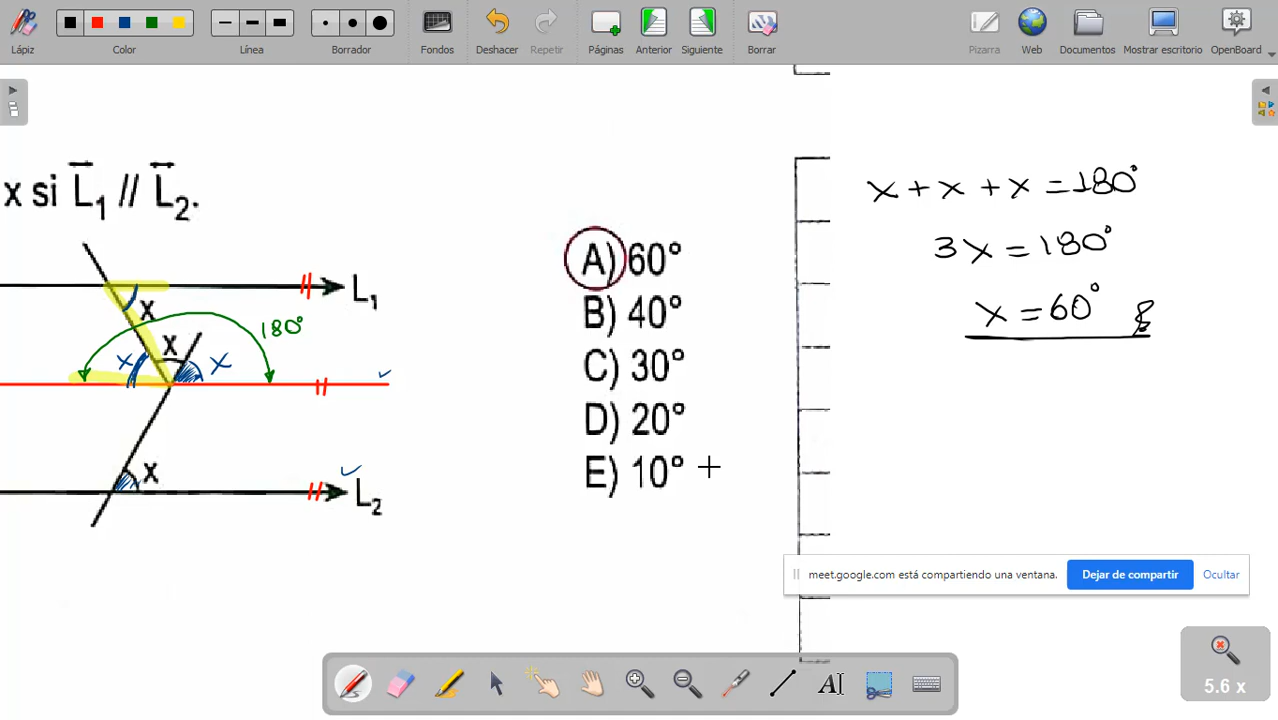 Lápiz
Color
Línea
Borrador
Fondos
Deshacer
Repetir
Páginas
Anterior
Siguiente
Borrar
Pizarra
Web
Documentos
Mostrar escritorio
OpenBoard
x si L₁ // L₂.
L₁
x
180°
x
x
x
x
L₂
A) 60°
B) 40°
C) 30°
D) 20°
E) 10°
x + x + x = 180°
3x = 180°
x = 60°
meet.google.com está compartiendo una ventana.
Dejar de compartir
Ocultar
5.6 x